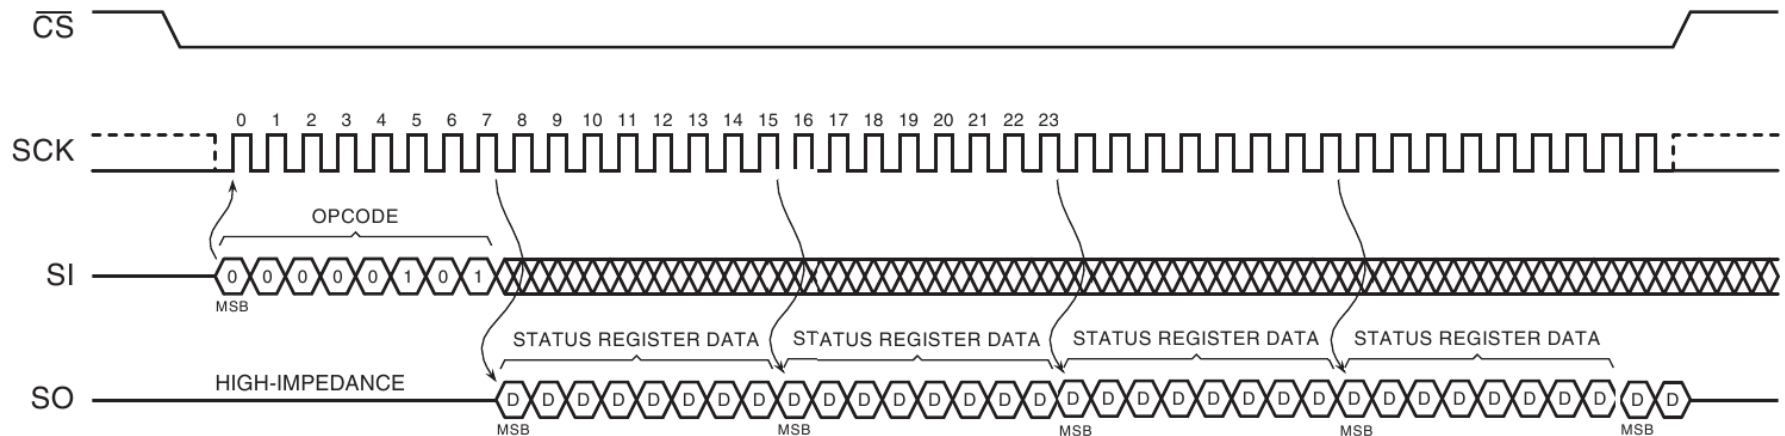 CS
0 1 2 3 4 5 6 7 8 9 10 11 12 13 14 15 16 17 18 19 20 21 22 23
SCK
OPCODE
SI 0 0 0 0 0 1 0 1
MSB
STATUS REGISTER DATA STATUS REGISTER DATA STATUS REGISTER DATA STATUS REGISTER DATA
HIGH-IMPEDANCE
SO D D D D D D D D D D D D D D D D D D D D D D D D D D D D D D D D D D
MSB MSB MSB MSB MSB